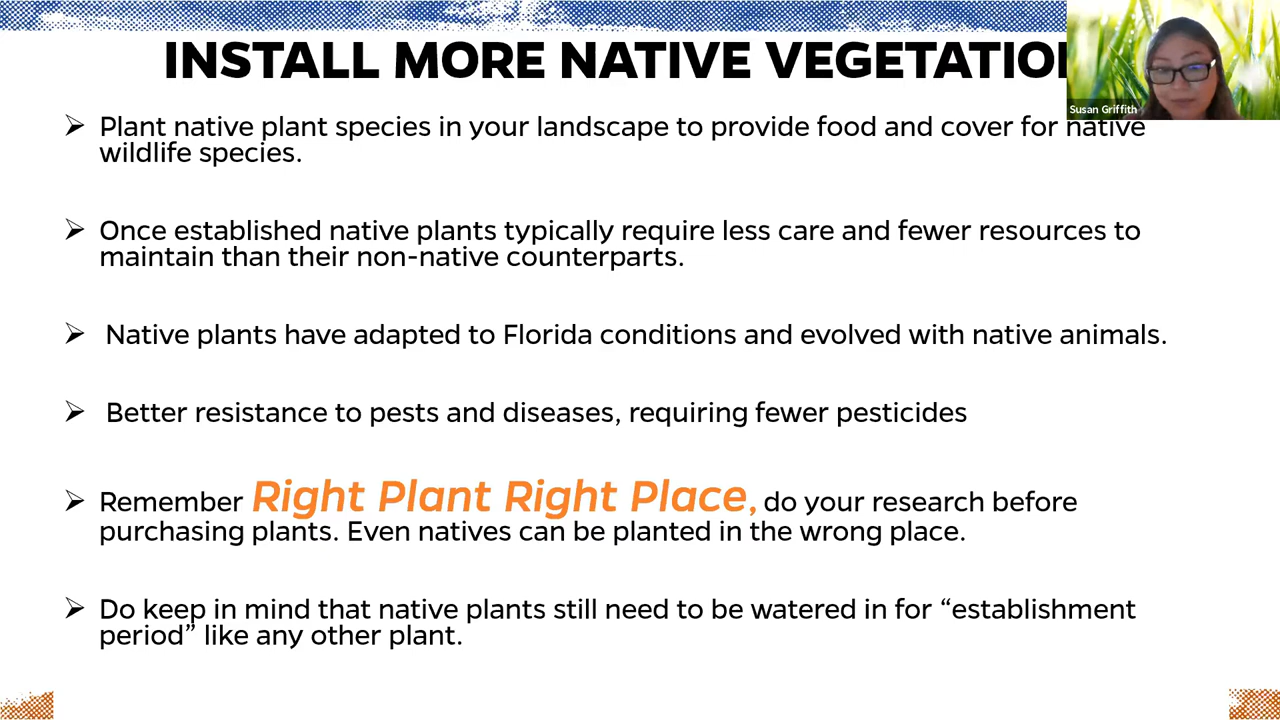 INSTALL MORE NATIVE VEGETATIO
Susan Griffith
➢ Plant native plant species in your landscape to provide food and cover for native
wildlife species.
➢ Once established native plants typically require less care and fewer resources to
maintain than their non-native counterparts.
➢ Native plants have adapted to Florida conditions and evolved with native animals.
➢ Better resistance to pests and diseases, requiring fewer pesticides
➢ Remember Right Plant Right Place, do your research before
purchasing plants. Even natives can be planted in the wrong place.
➢ Do keep in mind that native plants still need to be watered in for “establishment
period” like any other plant.